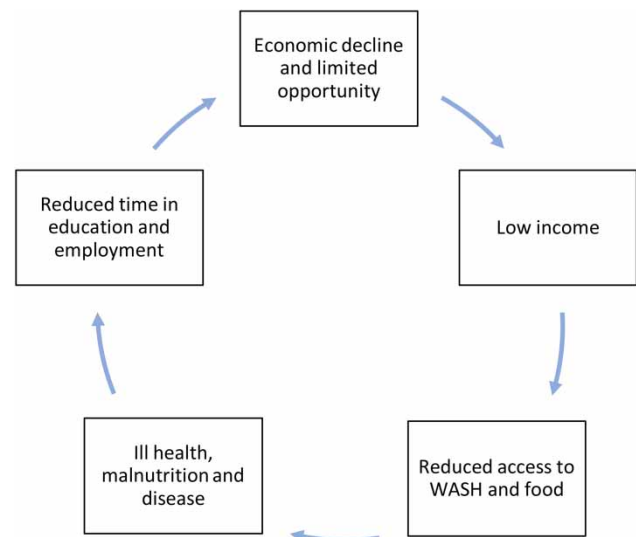 Economic decline
and limited
opportunity
Low income
Reduced access to
WASH and food
Ill health,
malnutrition and
disease
Reduced time in
education and
employment